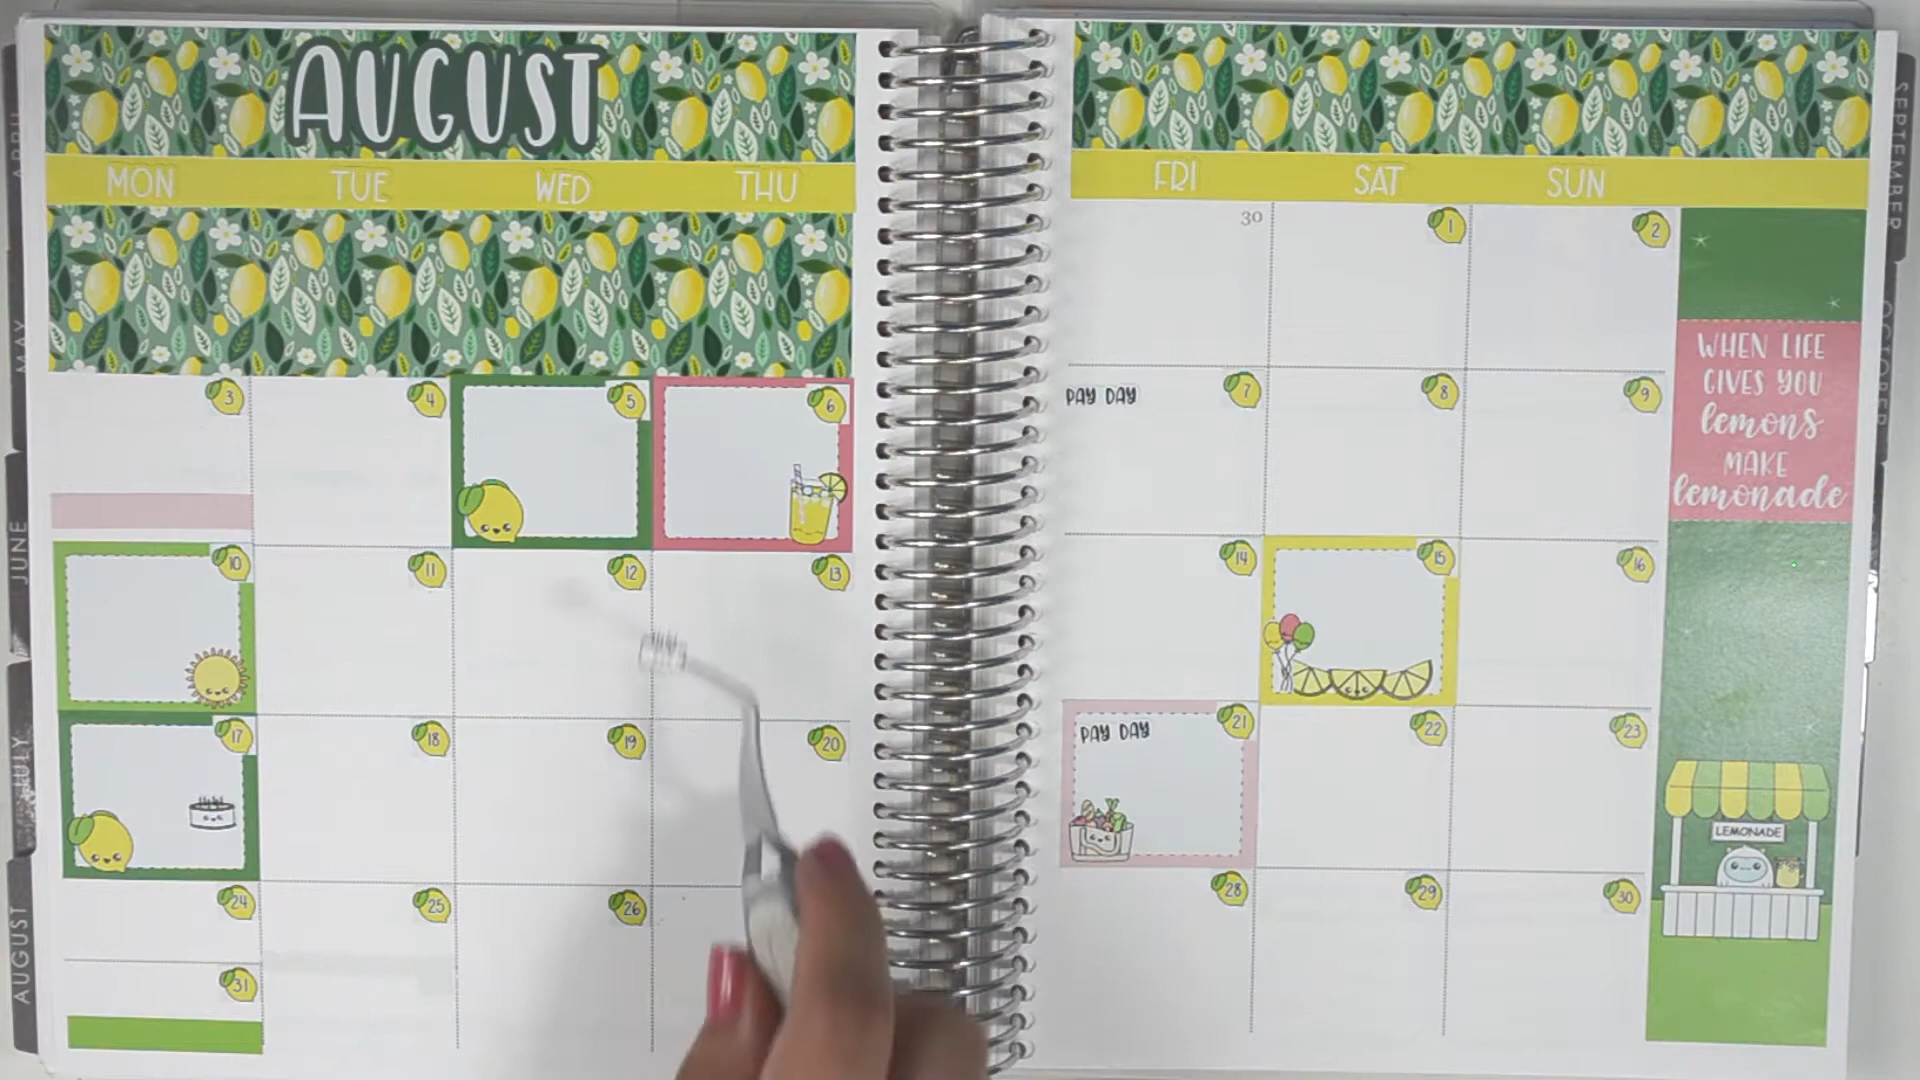 AUGUST
MON TUE WED THU
FRI SAT SUN
30 1 2
3 4 5 6
PAY DAY 7 8 9
10 11 12 13
14 15 16
17 18 19 20
PAY DAY 21 22 23
24 25 26
28 29 30
31
WHEN LIFE
GIVES YOU
lemons
MAKE
lemonade
LEMONADE
APRIL
MAY
JUNE
JULY
AUGUST
SEPTEMBER
OCTOBER